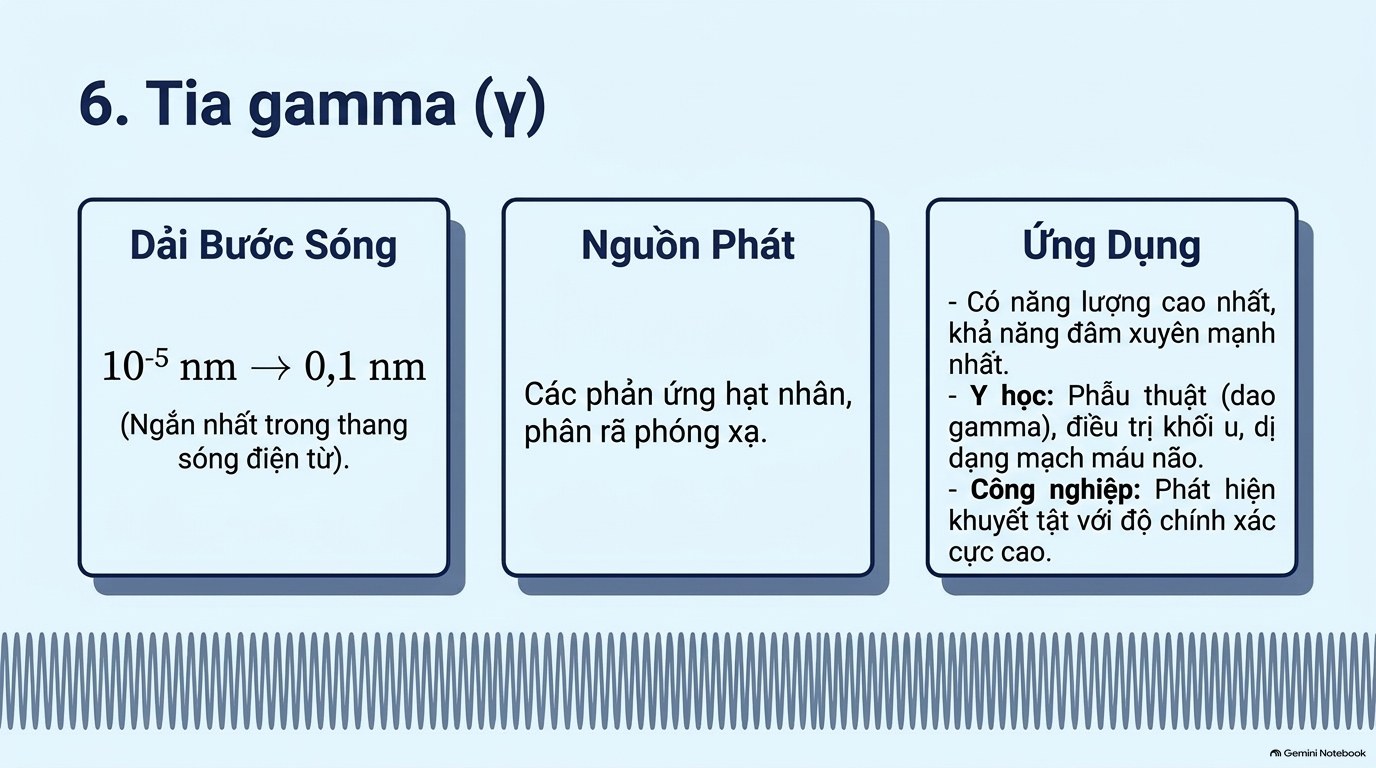 6. Tia gamma (γ)
Dải Bước Sóng
10⁻⁵ nm → 0,1 nm
(Ngắn nhất trong thang
sóng điện từ).
Nguồn Phát
Các phản ứng hạt nhân,
phân rã phóng xạ.
Ứng Dụng
- Có năng lượng cao nhất,
khả năng đâm xuyên mạnh
nhất.
- Y học: Phẫu thuật (dao
gamma), điều trị khối u, dị
dạng mạch máu não.
- Công nghiệp: Phát hiện
khuyết tật với độ chính xác
cực cao.
Gemini Notebook